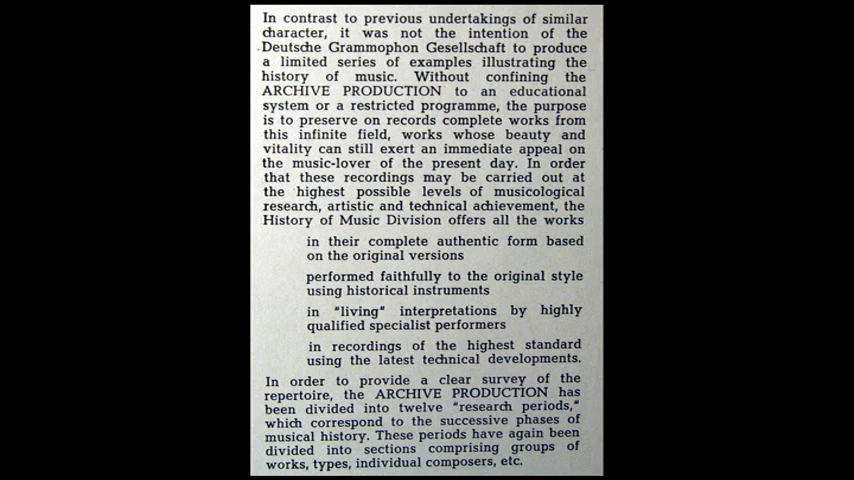 In contrast to previous undertakings of similar
character, it was not the intention of the
Deutsche Grammophon Gesellschaft to produce
a limited series of examples illustrating the
history of music. Without confining the
ARCHIVE PRODUCTION to an educational
system or a restricted programme, the purpose
is to preserve on records complete works from
this infinite field, works whose beauty and
vitality can still exert an immediate appeal on
the music-lover of the present day. In order
that these recordings may be carried out at
the highest possible levels of musicological
research, artistic and technical achievement, the
History of Music Division offers all the works
in their complete authentic form based
on the original versions
performed faithfully to the original style
using historical instruments
in "living" interpretations by highly
qualified specialist performers
in recordings of the highest standard
using the latest technical developments.
In order to provide a clear survey of the
repertoire, the ARCHIVE PRODUCTION has
been divided into twelve "research periods,"
which correspond to the successive phases of
musical history. These periods have again been
divided into sections comprising groups of
works, types, individual composers, etc.